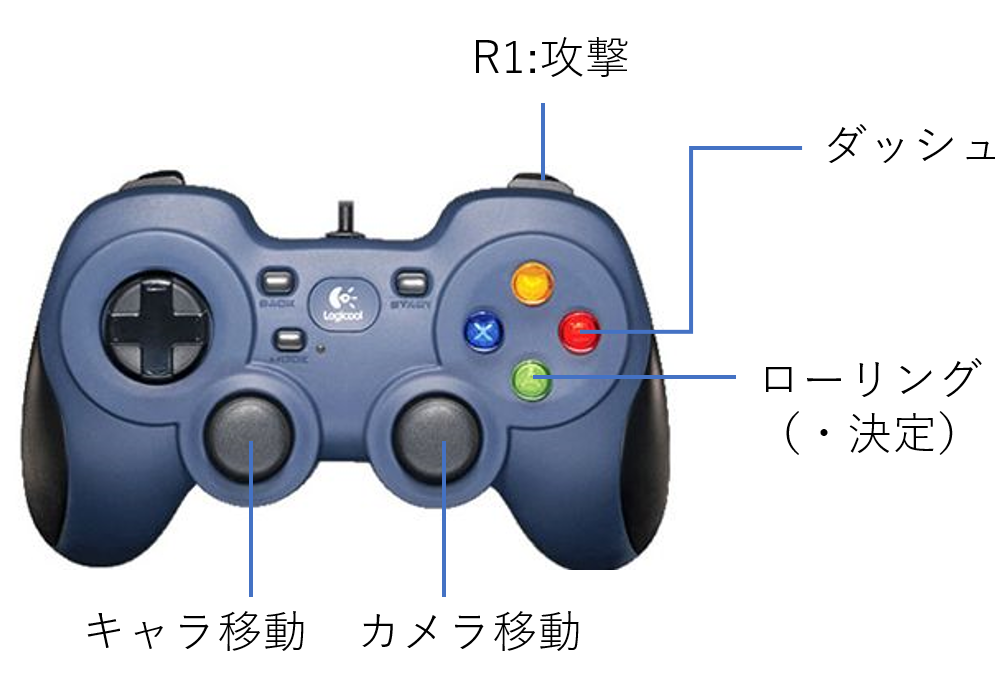 R1:攻撃
ダッシュ
BACK
START
Logicool
X
MODE
A
ローリング
（・決定）
キャラ移動
カメラ移動